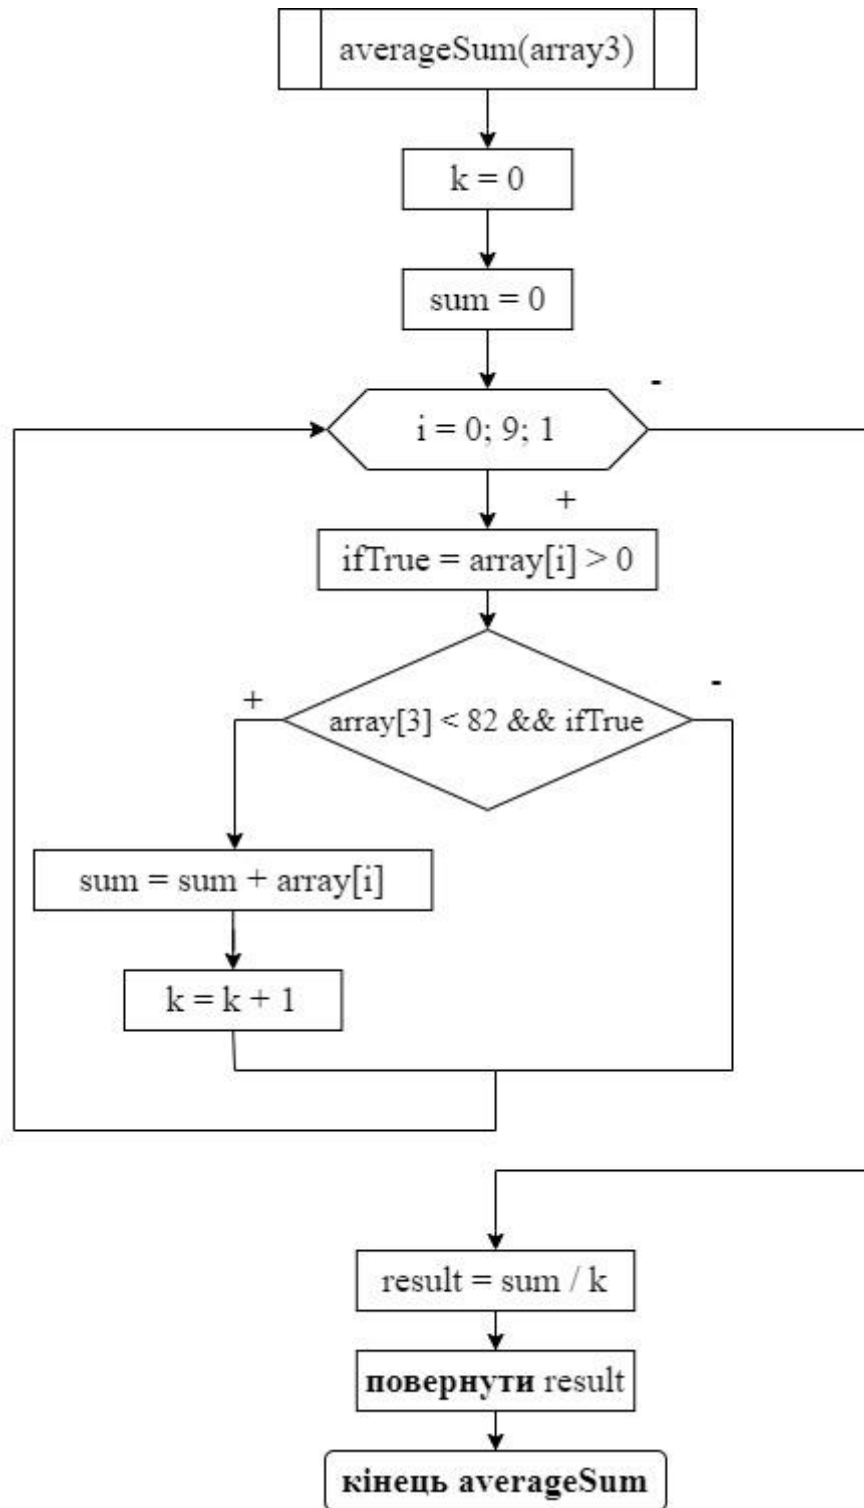 averageSum(array3)
k = 0
sum = 0
-
i = 0; 9; 1
+
ifTrue = array[i] > 0
+
-
array[3] < 82 && ifTrue
sum = sum + array[i]
k = k + 1
result = sum / k
повернути result
кінець averageSum